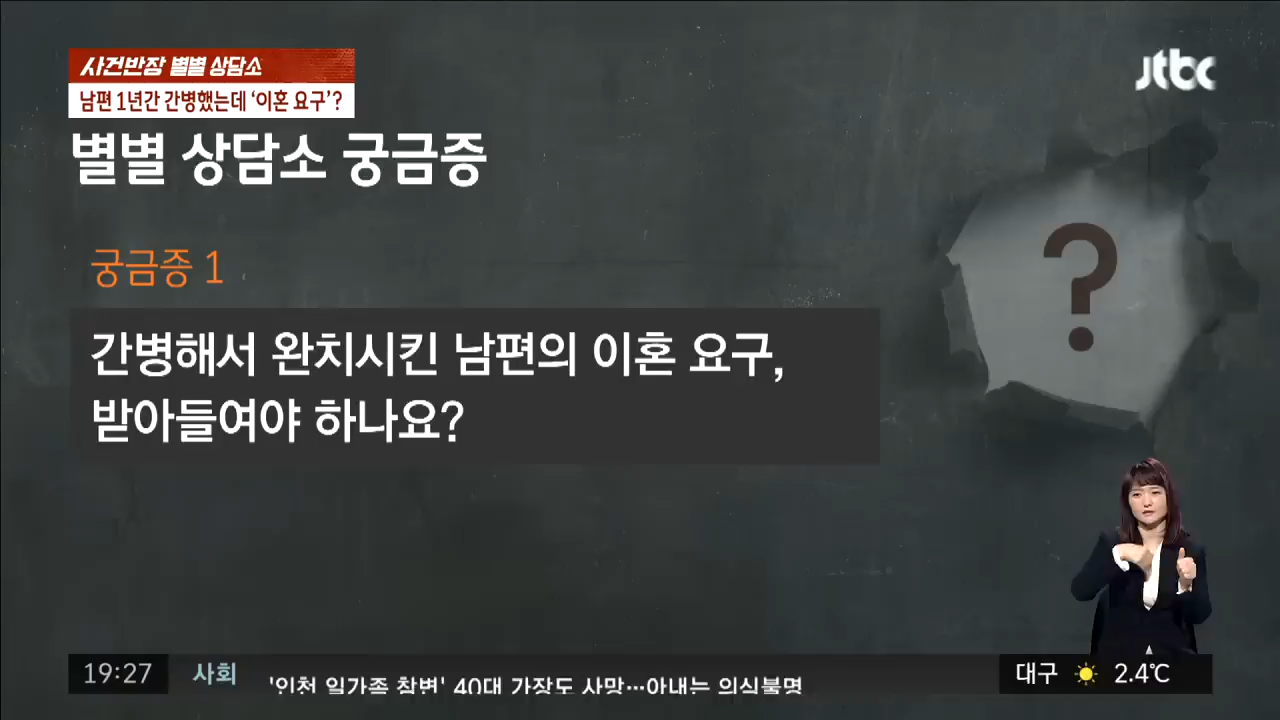 사건반장 별별 상담소
남편 1년간 간병했는데 ‘이혼 요구’?
jtbc
별별 상담소 궁금증
궁금증 1
?
간병해서 완치시킨 남편의 이혼 요구,
받아들여야 하나요?
19:27 사회 '인천 일가족 참변' 40대 가장도 사망…아내는 의식불명 대구 2.4℃